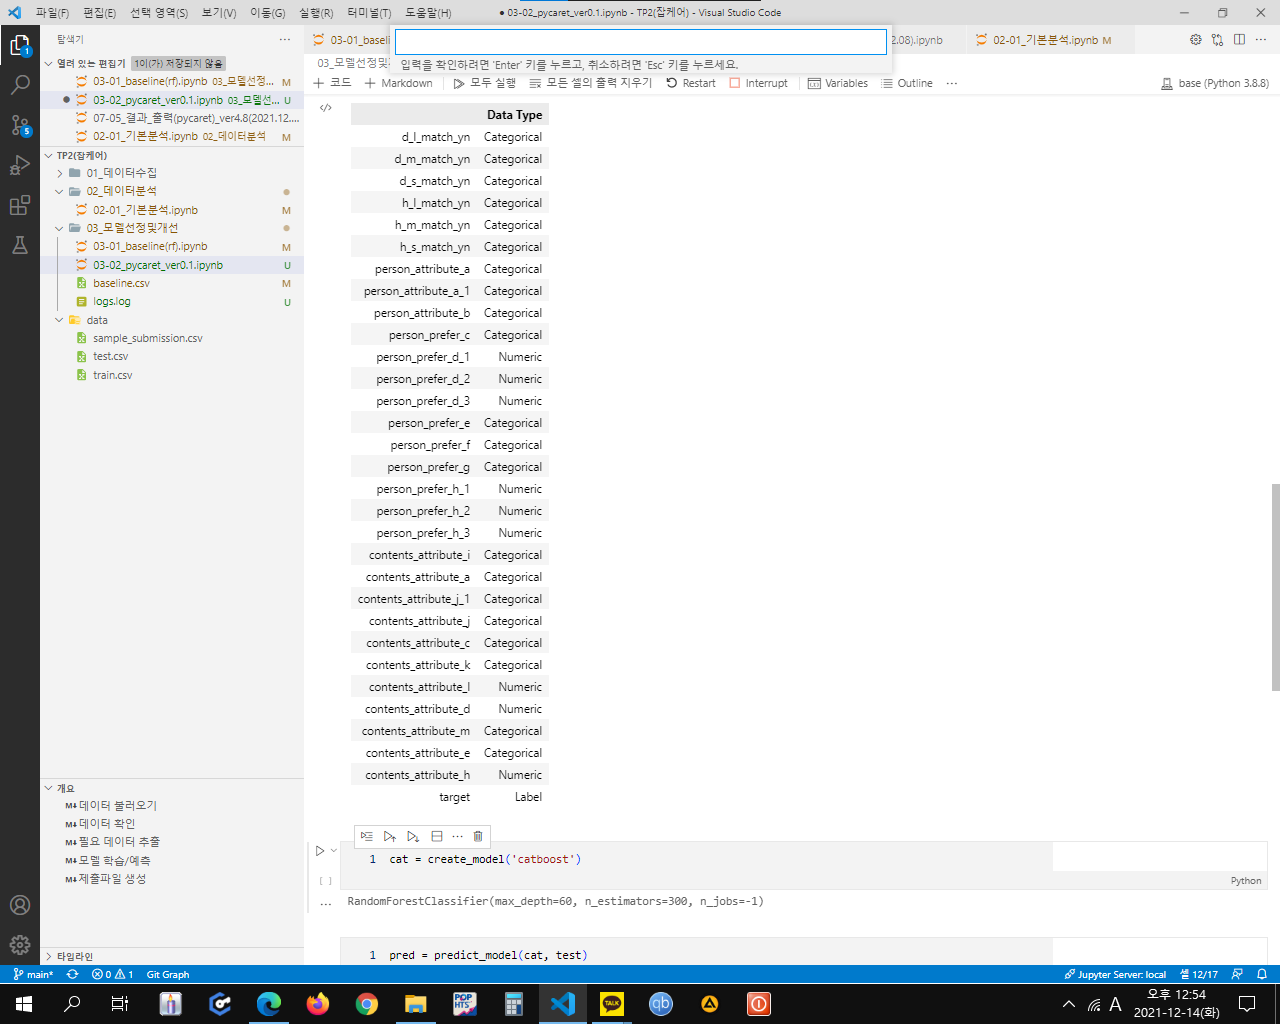 파일(F) 편집(E) 선택 영역(S) 보기(V) 이동(G) 실행(R) 터미널(T) 도움말(H)
● 03-02_pycaret_ver0.1.ipynb - TP2(잡케어) - Visual Studio Code
탐색기
열려 있는 편집기 1이(가) 저장되지 않음
03-01_baseline(rf).ipynb 03_모델선정... M
● 03-02_pycaret_ver0.1.ipynb 03_모델선... U
07-05_결과_출력(pycaret)_ver4.8(2021.12....
02-01_기본분석.ipynb 02_데이터분석 M
TP2(잡케어)
01_데이터수집
02_데이터분석
02-01_기본분석.ipynb M
03_모델선정및개선
03-01_baseline(rf).ipynb M
03-02_pycaret_ver0.1.ipynb U
baseline.csv M
logs.log U
data
sample_submission.csv
test.csv
train.csv
개요
데이터 불러오기
데이터 확인
필요 데이터 추출
모델 학습/예측
제출파일 생성
타임라인
03-01_baseli
2.08).ipynb
02-01_기본분석.ipynb M
03_모델선정및
입력을 확인하려면 'Enter' 키를 누르고, 취소하려면 'Esc' 키를 누르세요.
코드 Markdown 모두 실행 모든 셀의 출력 지우기 Restart Interrupt Variables Outline ...
base (Python 3.8.8)
Data Type
d_l_match_yn Categorical
d_m_match_yn Categorical
d_s_match_yn Categorical
h_l_match_yn Categorical
h_m_match_yn Categorical
h_s_match_yn Categorical
person_attribute_a Categorical
person_attribute_a_1 Categorical
person_attribute_b Categorical
person_prefer_c Categorical
person_prefer_d_1 Numeric
person_prefer_d_2 Numeric
person_prefer_d_3 Numeric
person_prefer_e Categorical
person_prefer_f Categorical
person_prefer_g Categorical
person_prefer_h_1 Numeric
person_prefer_h_2 Numeric
person_prefer_h_3 Numeric
contents_attribute_i Categorical
contents_attribute_a Categorical
contents_attribute_j_1 Categorical
contents_attribute_j Categorical
contents_attribute_c Categorical
contents_attribute_k Categorical
contents_attribute_l Numeric
contents_attribute_d Numeric
contents_attribute_m Categorical
contents_attribute_e Categorical
contents_attribute_h Numeric
target Label
1 cat = create_model('catboost')
[ ]
Python
... RandomForestClassifier(max_depth=60, n_estimators=300, n_jobs=-1)
1 pred = predict_model(cat, test)
main* 0 1 Git Graph
Jupyter Server: local 셀 12/17
POP HTS
TALK
qb
A 오후 12:54
2021-12-14(화)